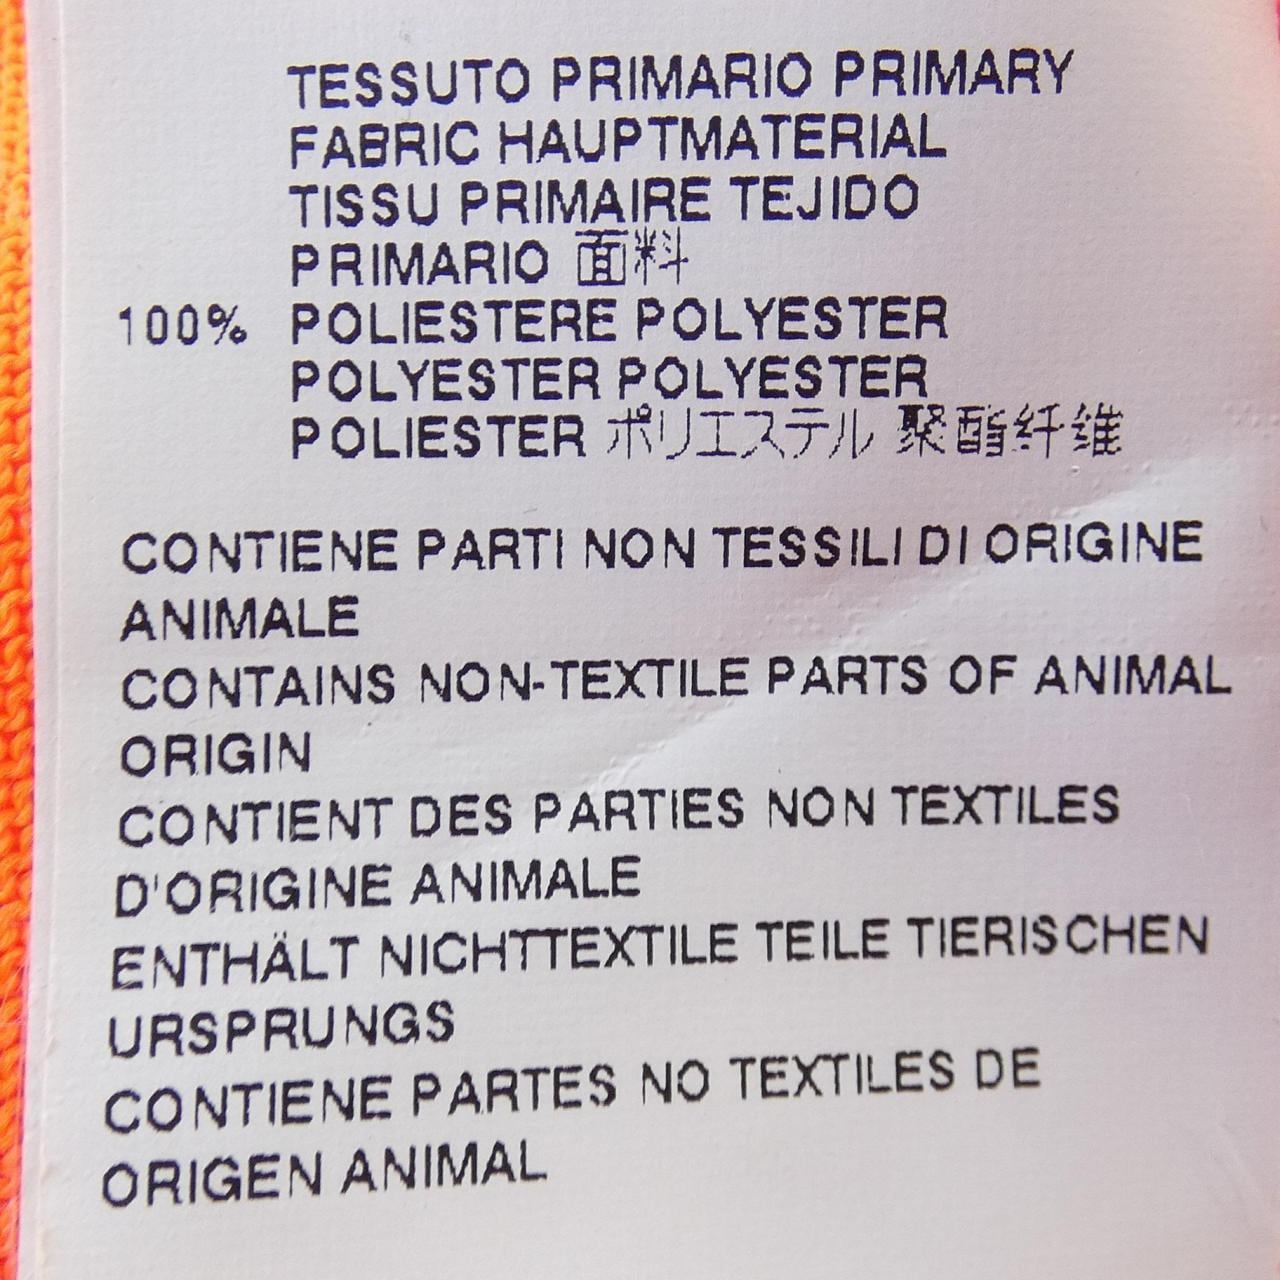 TESSUTO PRIMARIO PRIMARY
FABRIC HAUPTMATERIAL
TISSU PRIMAIRE TEJIDO
PRIMARIO 面料
100% POLIESTERE POLYESTER
POLYESTER POLYESTER
POLIESTER ポリエステル 聚酯纤维
CONTIENE PARTI NON TESSILI DI ORIGINE
ANIMALE
CONTAINS NON-TEXTILE PARTS OF ANIMAL
ORIGIN
CONTIENT DES PARTIES NON TEXTILES
D'ORIGINE ANIMALE
ENTHÄLT NICHTTEXTILE TEILE TIERISCHEN
URSPRUNGS
CONTIENE PARTES NO TEXTILES DE
ORIGEN ANIMAL